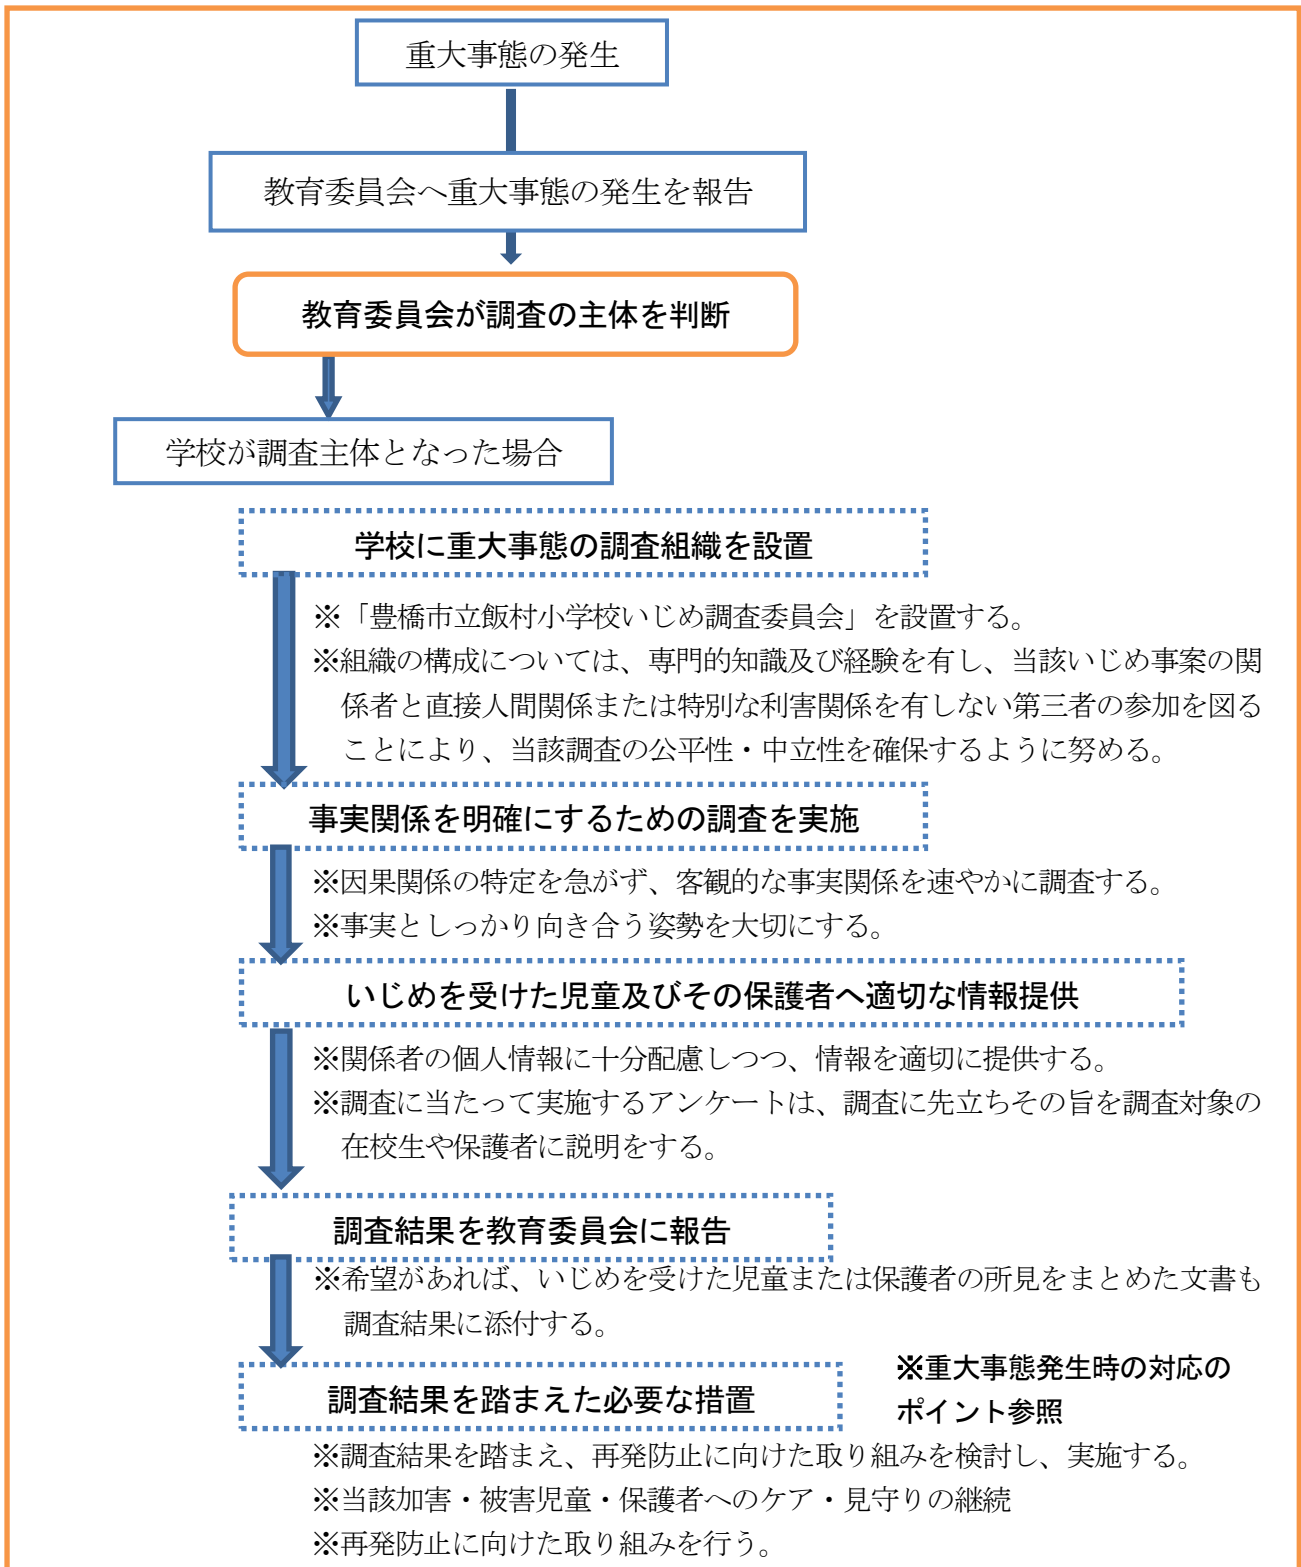 重大事態の発生
教育委員会へ重大事態の発生を報告
教育委員会が調査の主体を判断
学校が調査主体となった場合
学校に重大事態の調査組織を設置
※「豊橋市立飯村小学校いじめ調査委員会」を設置する。
※組織の構成については、専門的知識及び経験を有し、当該いじめ事案の関
係者と直接人間関係または特別な利害関係を有しない第三者の参加を図る
ことにより、当該調査の公平性・中立性を確保するように努める。
事実関係を明確にするための調査を実施
※因果関係の特定を急がず、客観的な事実関係を速やかに調査する。
※事実としっかり向き合う姿勢を大切にする。
いじめを受けた児童及びその保護者へ適切な情報提供
※関係者の個人情報に十分配慮しつつ、情報を適切に提供する。
※調査に当たって実施するアンケートは、調査に先立ちその旨を調査対象の
在校生や保護者に説明をする。
調査結果を教育委員会に報告
※希望があれば、いじめを受けた児童または保護者の所見をまとめた文書も
調査結果に添付する。
調査結果を踏まえた必要な措置
※重大事態発生時の対応の
ポイント参照
※調査結果を踏まえ、再発防止に向けた取り組みを検討し、実施する。
※当該加害・被害児童・保護者へのケア・見守りの継続
※再発防止に向けた取り組みを行う。